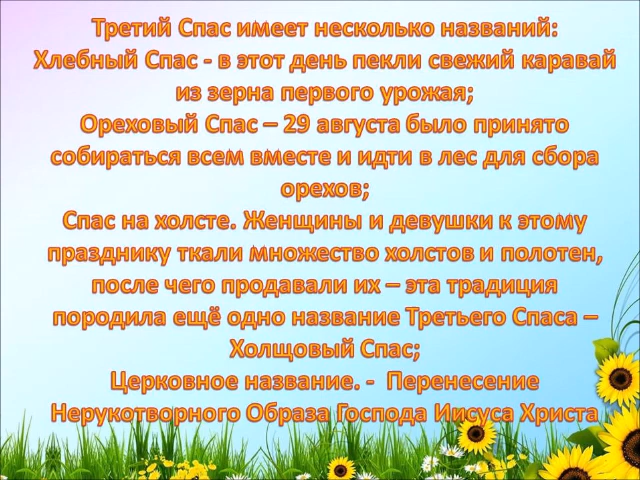 Третий Спас имеет несколько названий:
Хлебный Спас - в этот день пекли свежий каравай
из зерна первого урожая;
Ореховый Спас – 29 августа было принято
собираться всем вместе и идти в лес для сбора
орехов;
Спас на холсте. Женщины и девушки к этому
празднику ткали множество холстов и полотен,
после чего продавали их – эта традиция
породила ещё одно название Третьего Спаса –
Холщовый Спас;
Церковное название. - Перенесение
Нерукотворного Образа Господа Иисуса Христа